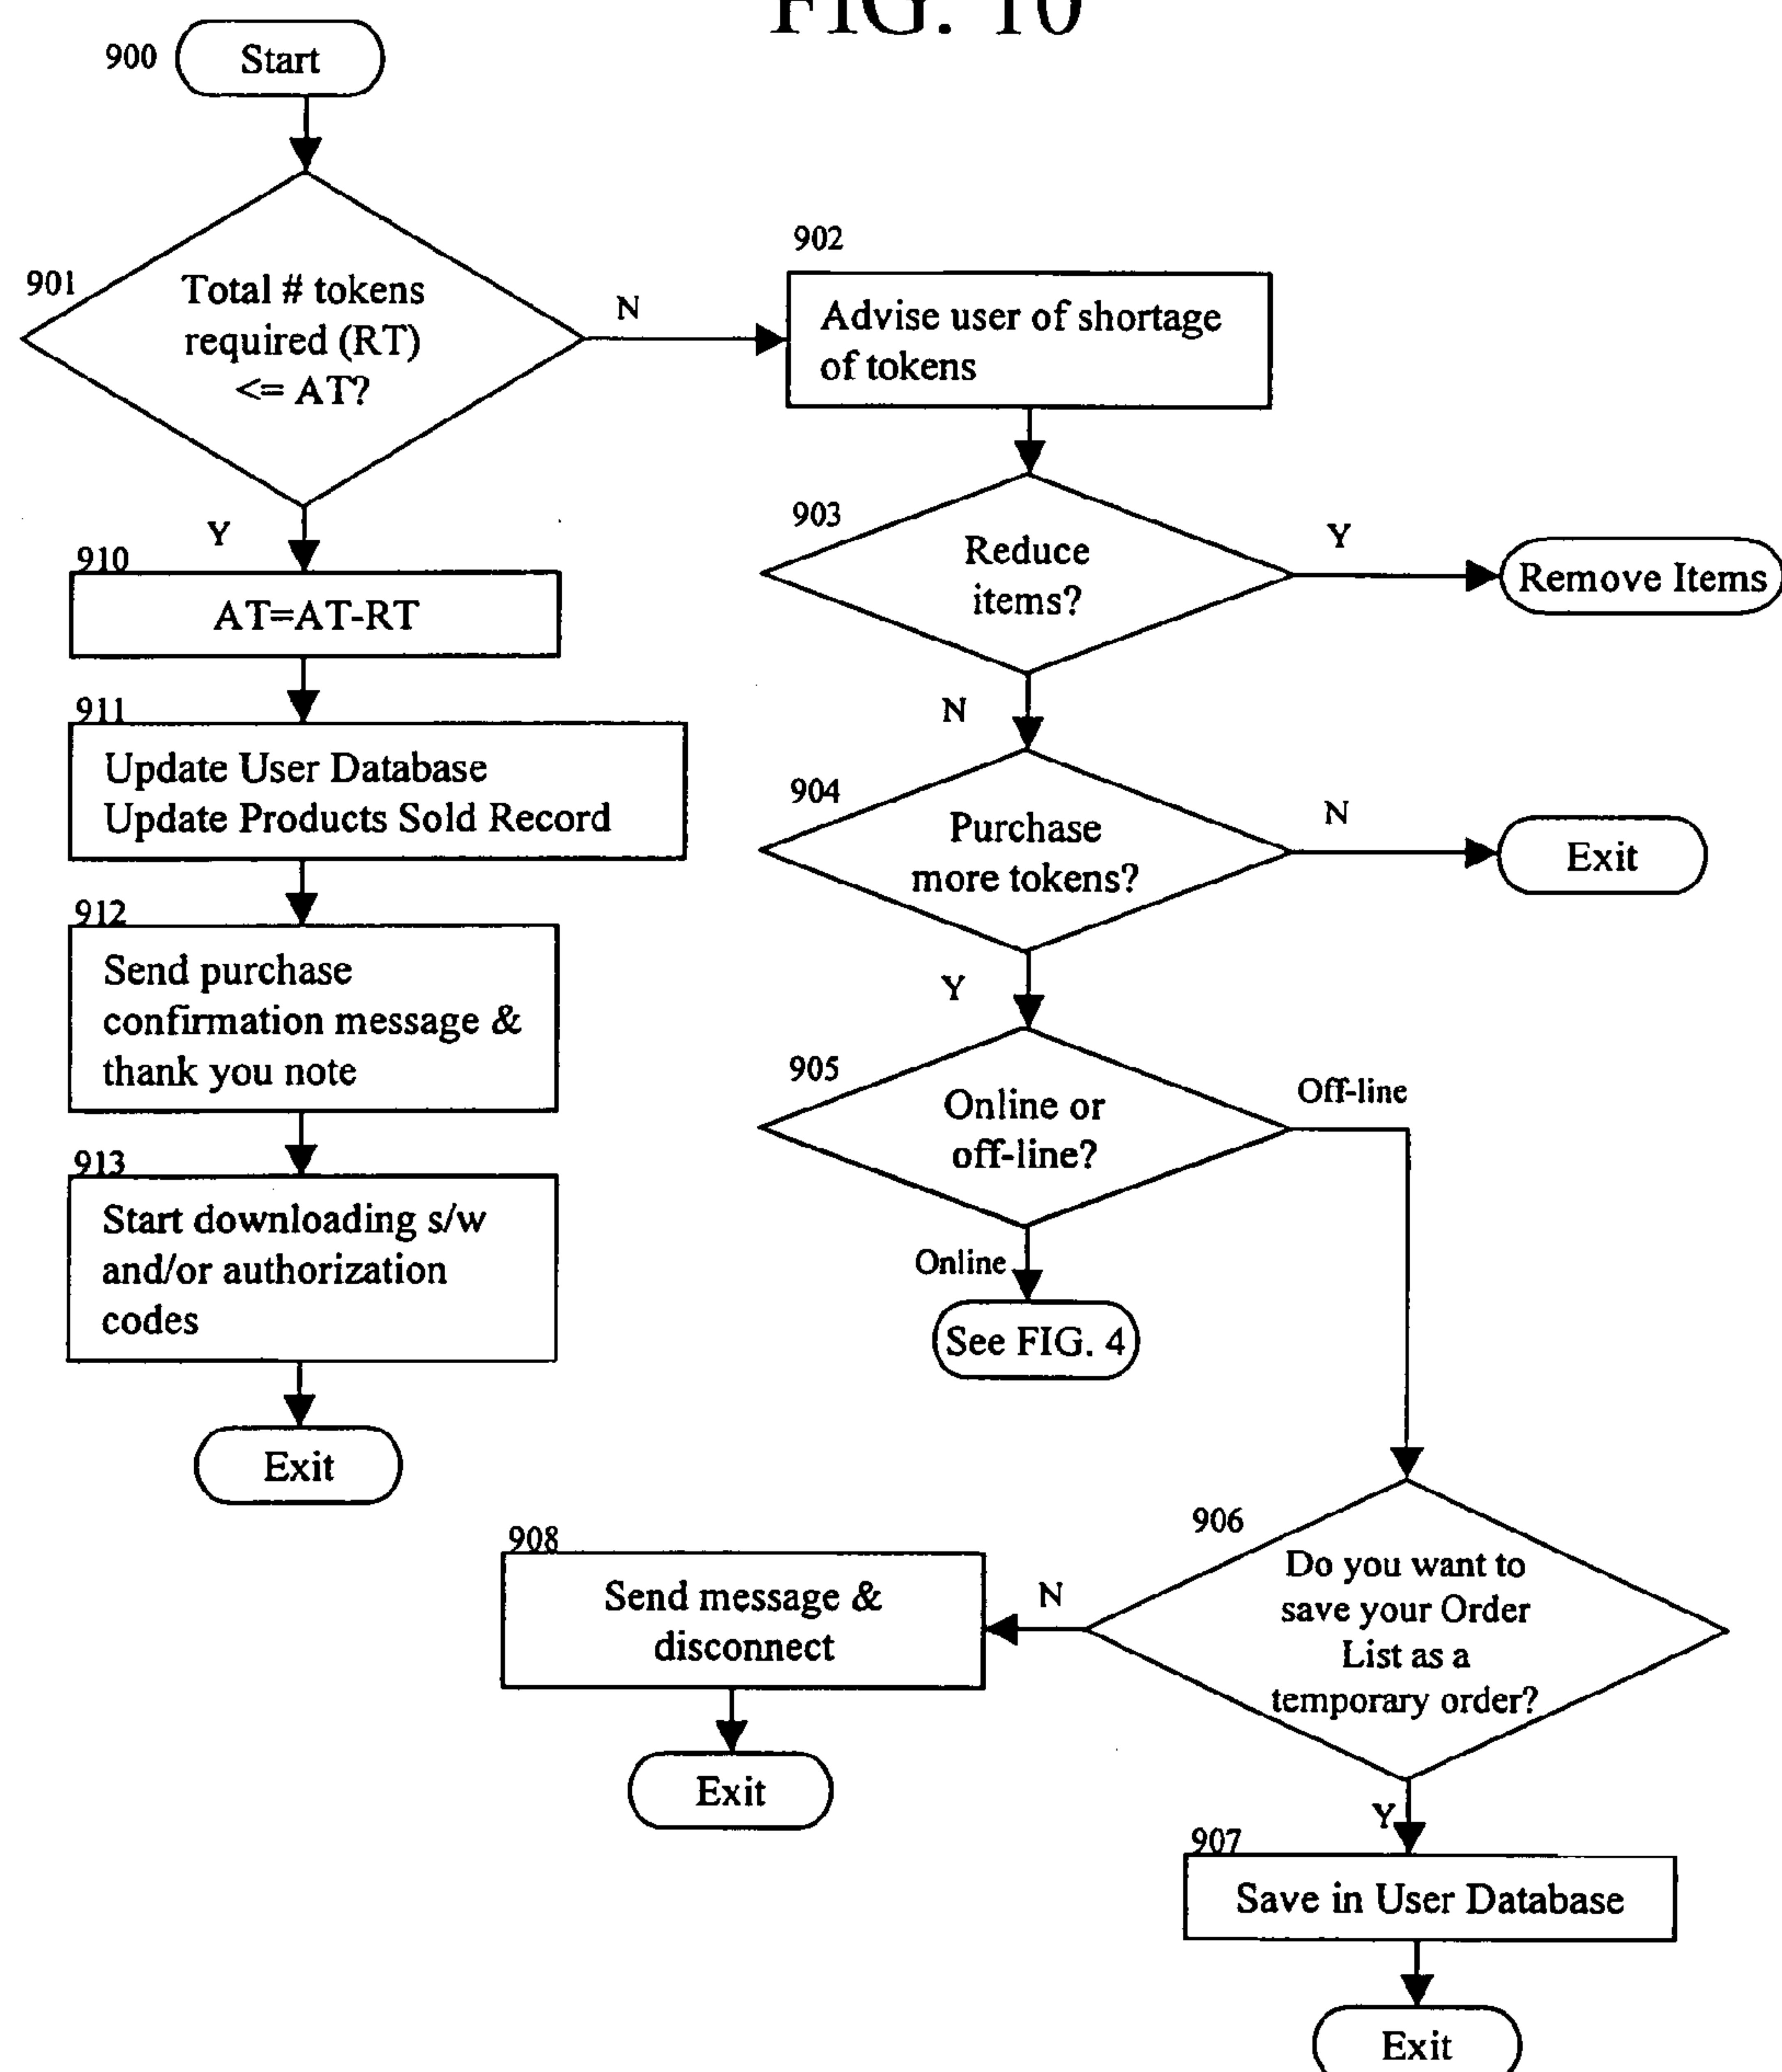 FIG. 10
900
Start
901
Total # tokens
required (RT)
<= AT?
N
902
Advise user of shortage
of tokens
Y
903
Reduce
items?
Y
Remove Items
910
AT=AT-RT
N
911
Update User Database
Update Products Sold Record
904
Purchase
more tokens?
N
Exit
912
Send purchase
confirmation message &
thank you note
Y
905
Online or
off-line?
Off-line
913
Start downloading s/w
and/or authorization
codes
Online
See FIG. 4
Exit
906
Do you want to
save your Order
List as a
temporary order?
908
Send message &
disconnect
N
Exit
Y
907
Save in User Database
Exit